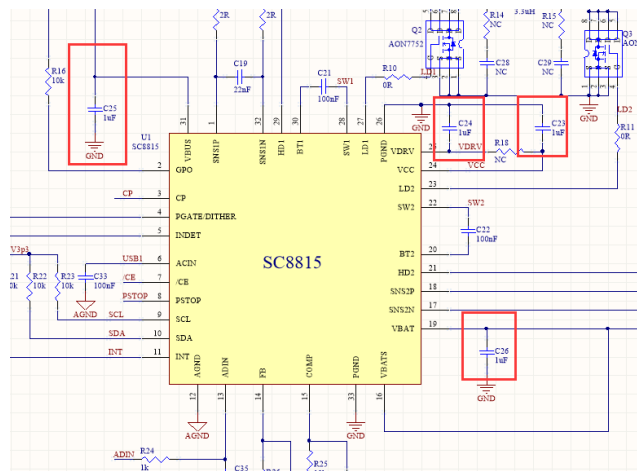 2R
2R
Q2
AON7752
R14
NC
3.3uH
R15
NC
Q3
AON
R16
10k
C25
1uF
GND
C19
22nF
C21
100nF
SW1
R10
0R
LD1
C28
NC
C29
NC
GND
LD2
R11
0R
U1
SC8815
31
1
32
29
30
28
27
26
VBUS
SNS1P
SNS1N
HD1
BT1
SW1
LD1
PGND
GND
C24
1uF
GND
C23
1uF
GND
25
VDRV
R18
NC
24
VCC
23
22
SW2
C22
100nF
20
21
18
17
19
VDRV
VCC
LD2
SW2
BT2
HD2
SNS2P
SNS2N
VBAT
2
GPO
CP
3
CP
4
PGATE/DITHER
5
INDET
USB1
6
ACIN
/CE
7
/CE
PSTOP
8
PSTOP
SCL
9
SCL
SDA
10
SDA
INT
11
INT
SC8815
V3p3
R22
10k
R23
10k
C33
100nF
AGND
C26
1uF
GND
AGND
ADIN
FB
COMP
PGND
VBATS
12
13
14
15
33
16
AGND
GND
ADIN
R24
1k
C35
R25